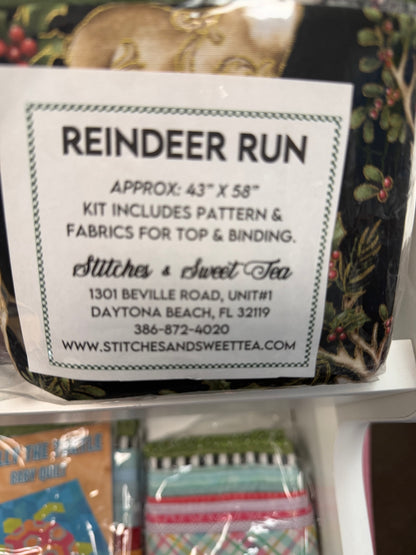 REINDEER RUN
APPROX: 43" X 58"
KIT INCLUDES PATTERN &
FABRICS FOR TOP & BINDING.
Stitches & Sweet Tea
1301 BEVILLE ROAD, UNIT#1
DAYTONA BEACH, FL 32119
386-872-4020
WWW.STITCHESANDSWEETTEA.COM
THE